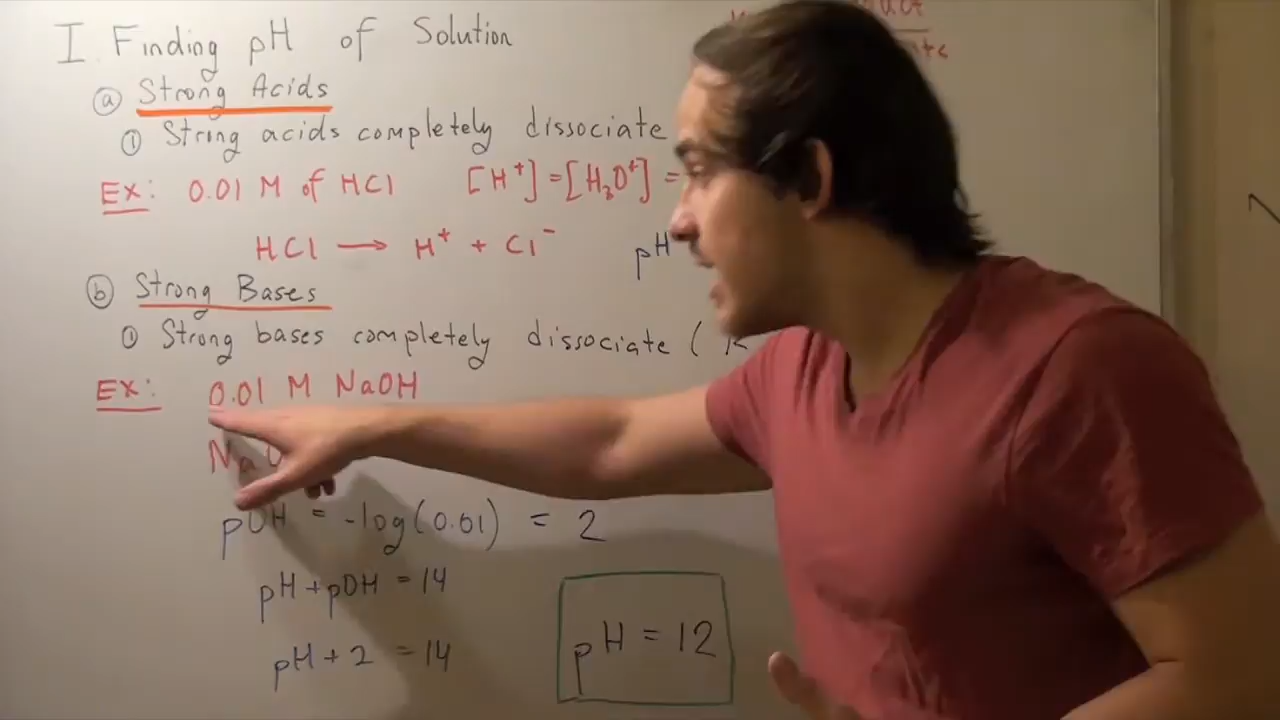 I. Finding pH of Solution
ⓐ Strong Acids
① Strong acids completely dissociate
EX: 0.01 M of HCl [H⁺]=[H₃O⁺] =
HCl → H⁺ + Cl⁻ pH
ⓑ Strong Bases
① Strong bases completely dissociate ( K
EX: 0.01 M NaOH
Na
pOH = -log(0.01) = 2
pH + pOH = 14
pH + 2 = 14
pH = 12